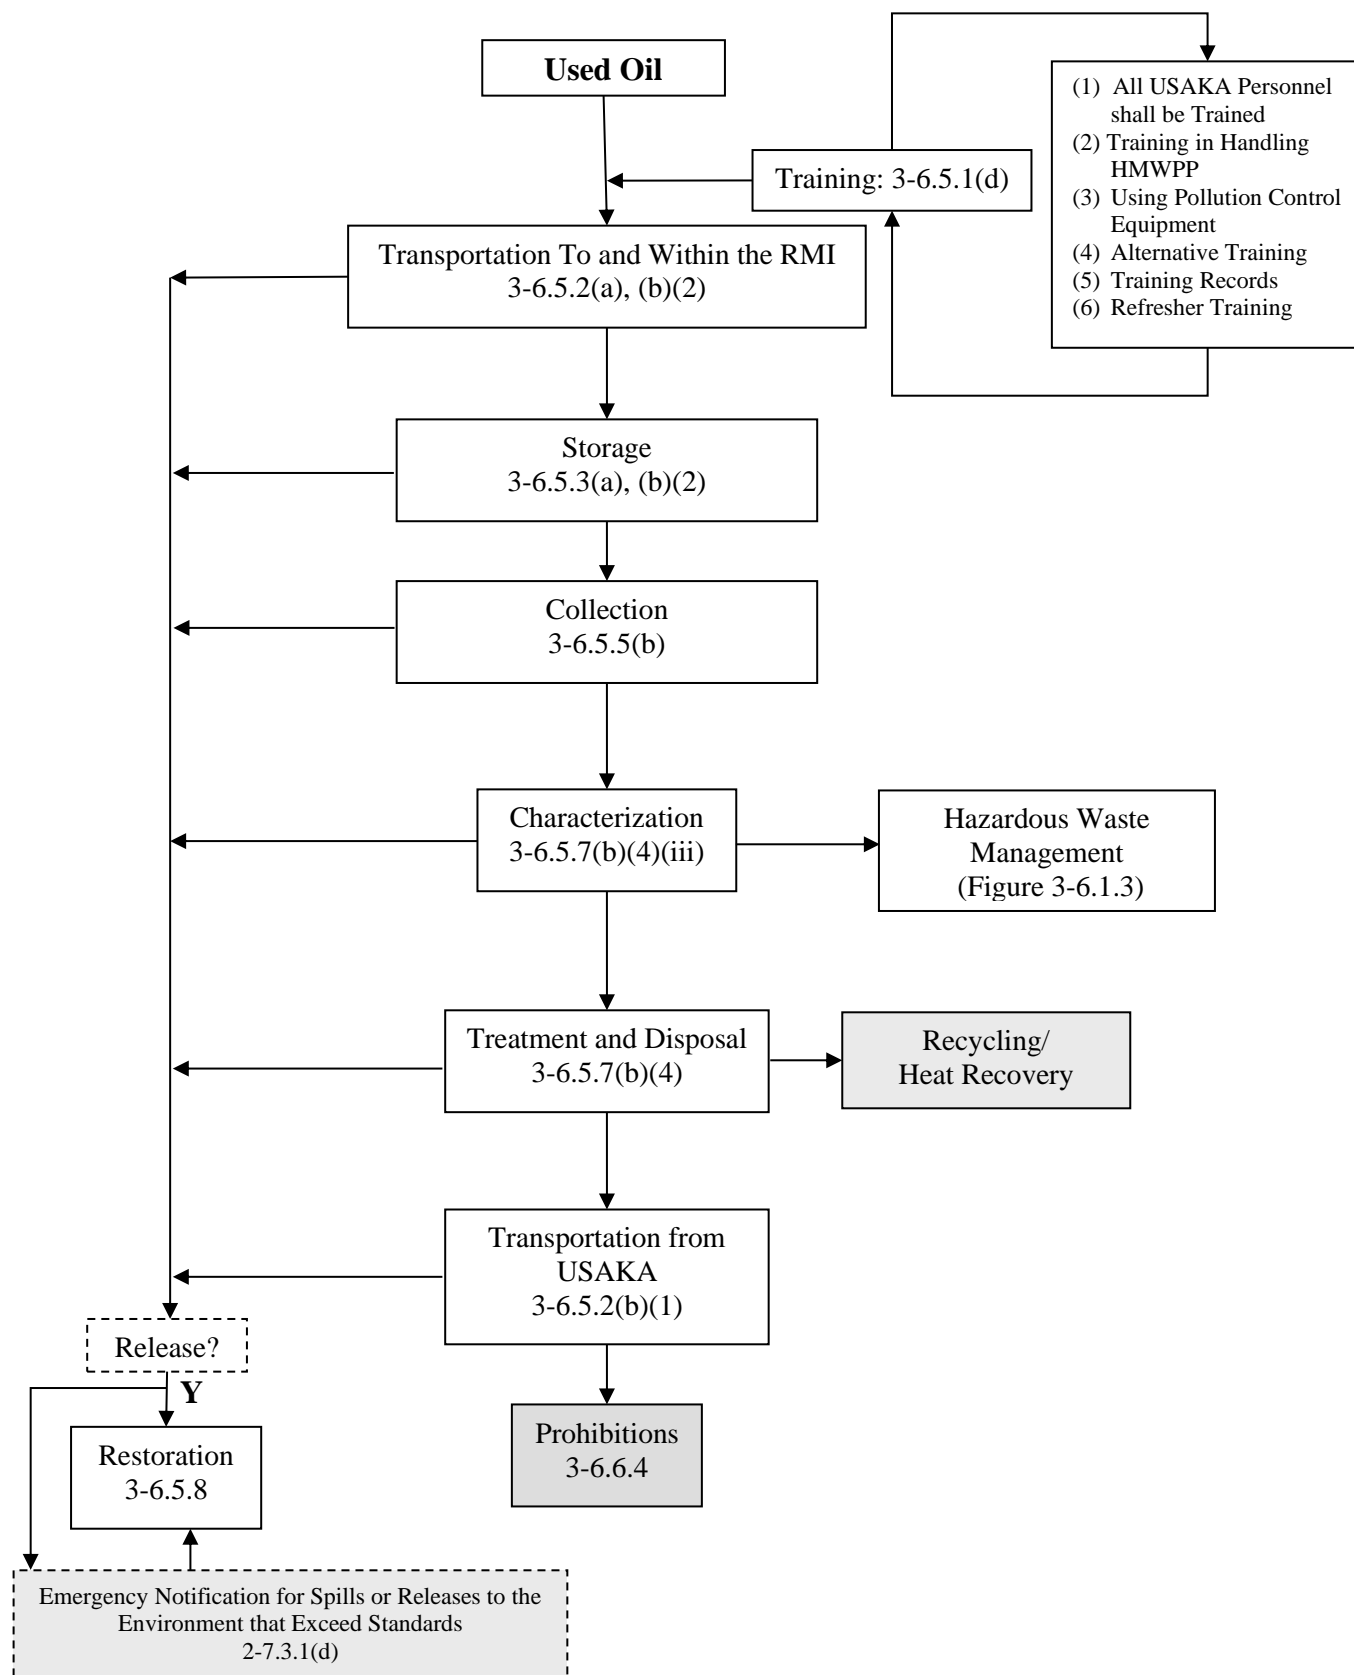 Used Oil
Training: 3-6.5.1(d)
(1) All USAKA Personnel
shall be Trained
(2) Training in Handling
HMWPP
(3) Using Pollution Control
Equipment
(4) Alternative Training
(5) Training Records
(6) Refresher Training
Transportation To and Within the RMI
3-6.5.2(a), (b)(2)
Storage
3-6.5.3(a), (b)(2)
Collection
3-6.5.5(b)
Characterization
3-6.5.7(b)(4)(iii)
Hazardous Waste
Management
(Figure 3-6.1.3)
Treatment and Disposal
3-6.5.7(b)(4)
Recycling/
Heat Recovery
Transportation from
USAKA
3-6.5.2(b)(1)
Release?
Y
Restoration
3-6.5.8
Prohibitions
3-6.6.4
Emergency Notification for Spills or Releases to the
Environment that Exceed Standards
2-7.3.1(d)